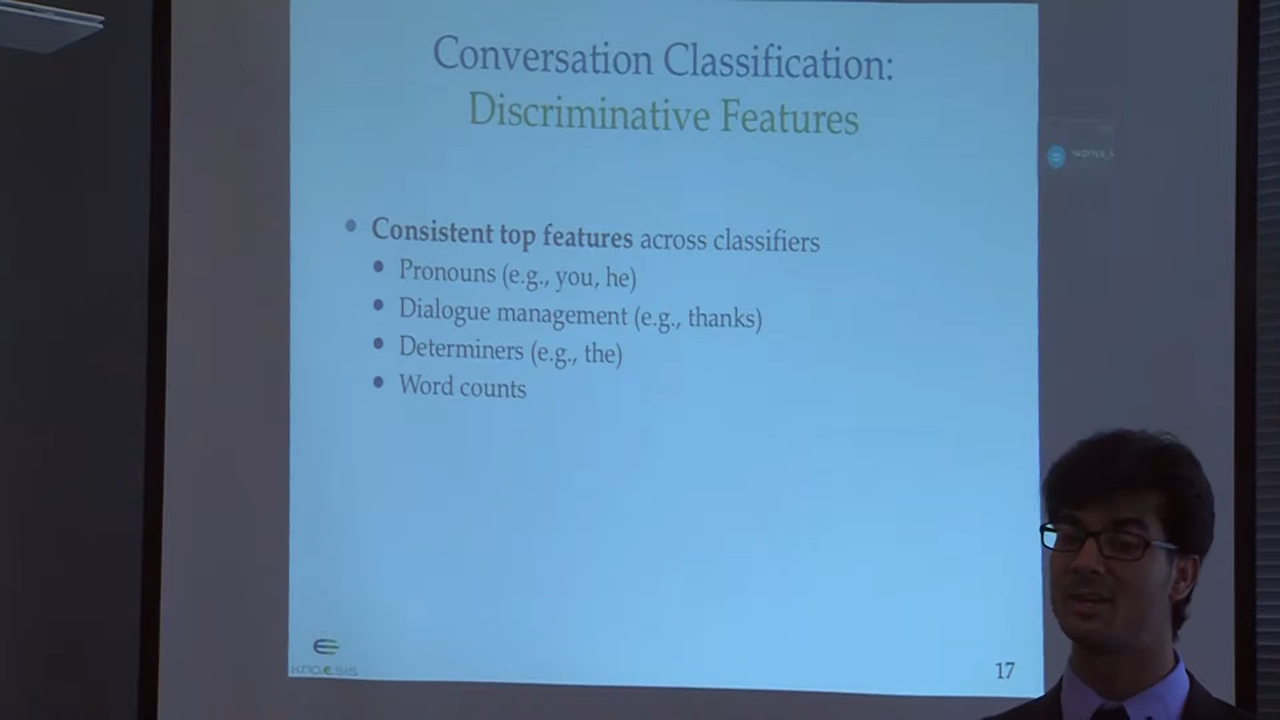 Conversation Classification:
Discriminative Features
• Consistent top features across classifiers
• Pronouns (e.g., you, he)
• Dialogue management (e.g., thanks)
• Determiners (e.g., the)
• Word counts
17